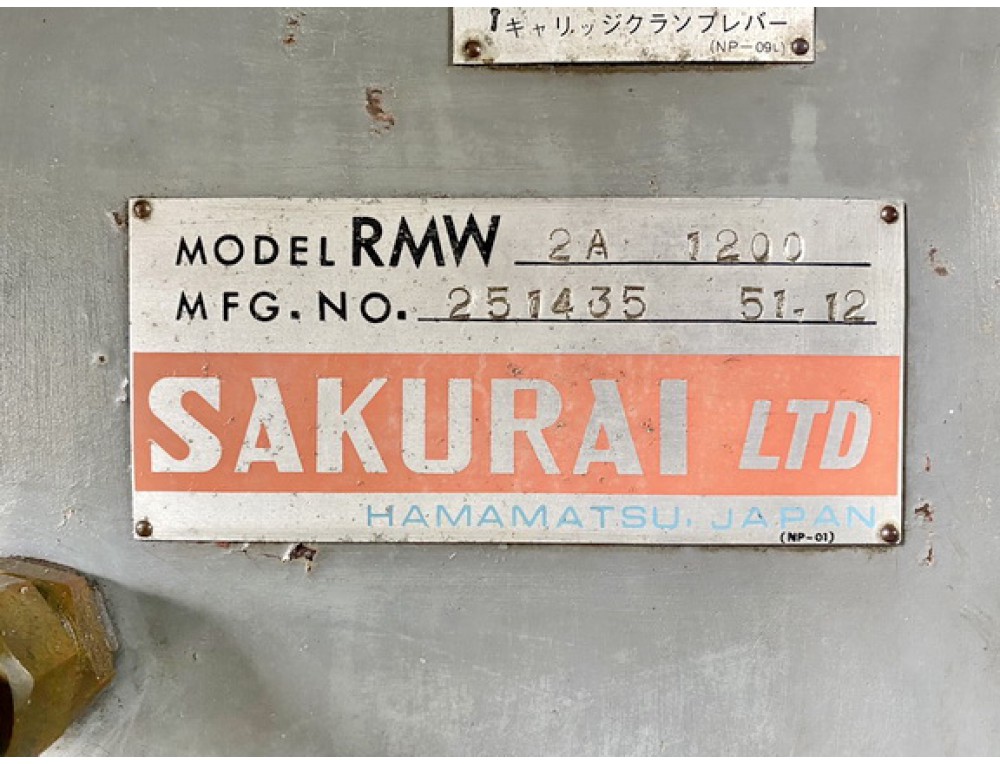 キャリッジクランプレバー
(NP-09L)
MODEL RMW 2A 1200
MFG. NO. 251435 51-12
SAKURAI LTD
HAMAMATSU, JAPAN
(NP-01)